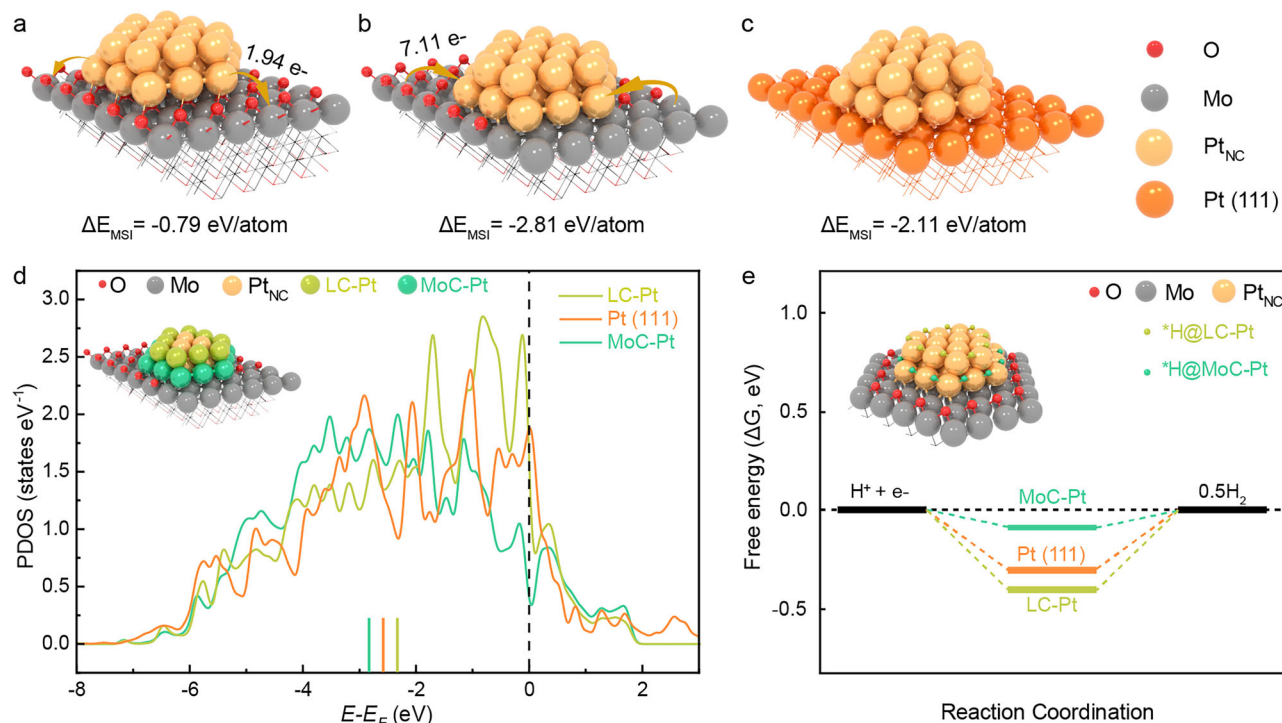 a
1.94 e-
ΔE_MSI= -0.79 eV/atom
b
7.11 e-
ΔE_MSI= -2.81 eV/atom
c
ΔE_MSI= -2.11 eV/atom
O
Mo
Pt_NC
Pt (111)
d
O Mo Pt_NC LC-Pt MoC-Pt
LC-Pt
Pt (111)
MoC-Pt
PDOS (states eV⁻¹)
3.0
2.5
2.0
1.5
1.0
0.5
0.0
-8 -6 -4 -2 0 2
E-E_F (eV)
e
O Mo Pt_NC
*H@LC-Pt
*H@MoC-Pt
Free energy (ΔG, eV)
1.0
0.5
0.0
-0.5
H⁺ + e-
MoC-Pt
Pt (111)
LC-Pt
0.5H₂
Reaction Coordination